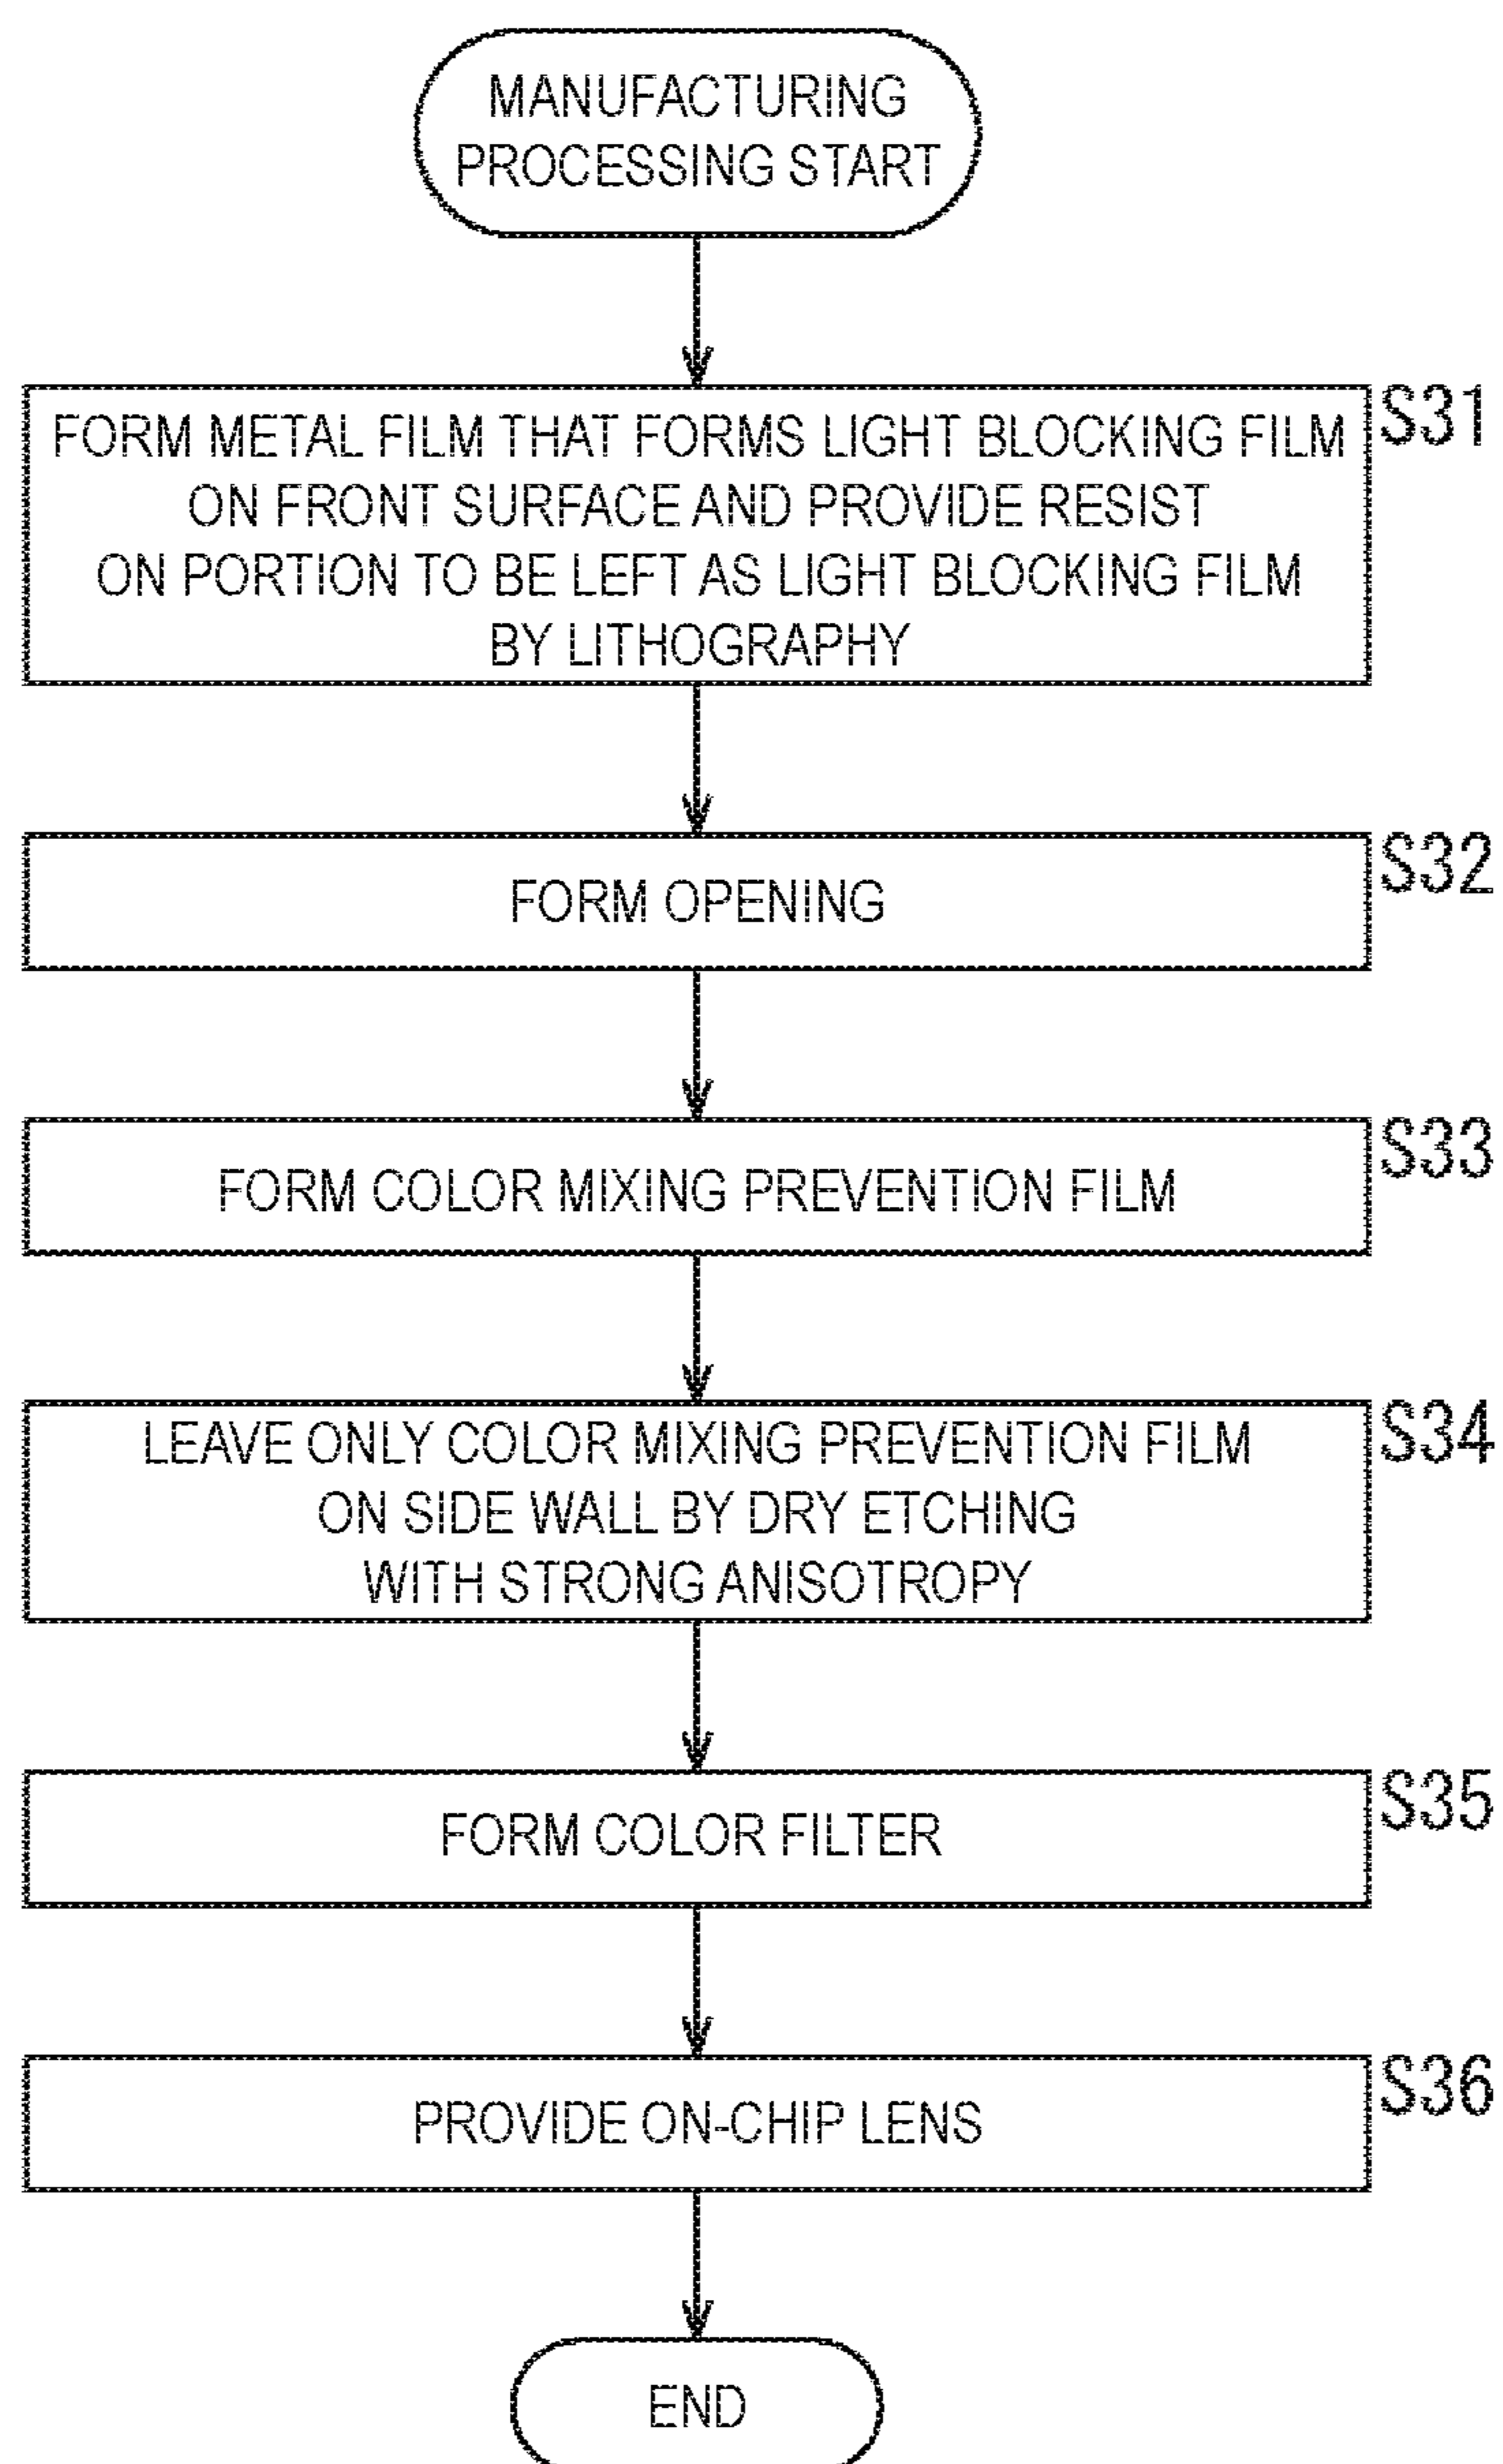 MANUFACTURING
PROCESSING START
S31
FORM METAL FILM THAT FORMS LIGHT BLOCKING FILM
ON FRONT SURFACE AND PROVIDE RESIST
ON PORTION TO BE LEFT AS LIGHT BLOCKING FILM
BY LITHOGRAPHY
S32
FORM OPENING
S33
FORM COLOR MIXING PREVENTION FILM
S34
LEAVE ONLY COLOR MIXING PREVENTION FILM
ON SIDE WALL BY DRY ETCHING
WITH STRONG ANISOTROPY
S35
FORM COLOR FILTER
S36
PROVIDE ON-CHIP LENS
END